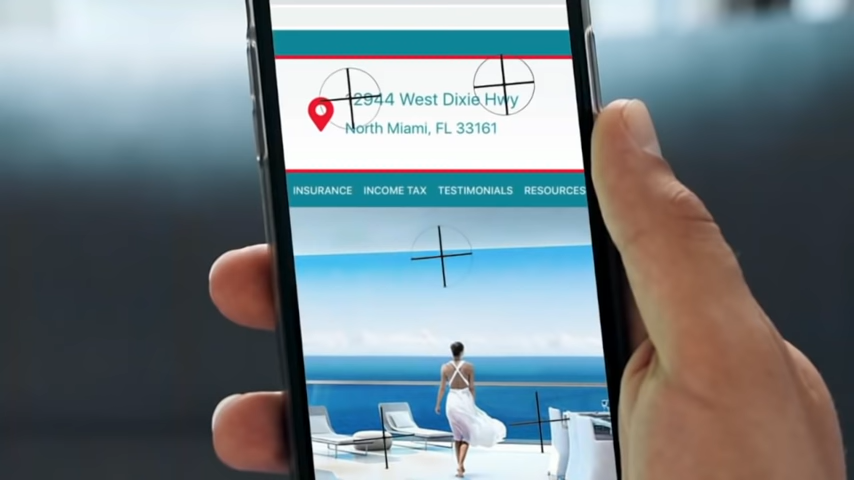 12944 West Dixie Hwy
North Miami, FL 33161
INSURANCE INCOME TAX TESTIMONIALS RESOURCES